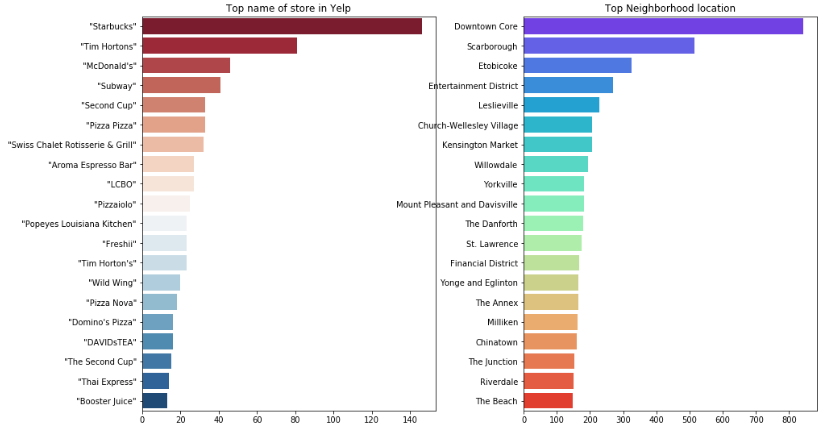 Top name of store in Yelp
"Starbucks"
"Tim Hortons"
"McDonald's"
"Subway"
"Second Cup"
"Pizza Pizza"
"Swiss Chalet Rotisserie & Grill"
"Aroma Espresso Bar"
"LCBO"
"Pizzaiolo"
"Popeyes Louisiana Kitchen"
"Freshii"
"Tim Horton's"
"Wild Wing"
"Pizza Nova"
"Domino's Pizza"
"DAVIDsTEA"
"The Second Cup"
"Thai Express"
"Booster Juice"
0 20 40 60 80 100 120 140
Top Neighborhood location
Downtown Core
Scarborough
Etobicoke
Entertainment District
Leslieville
Church-Wellesley Village
Kensington Market
Willowdale
Yorkville
Mount Pleasant and Davisville
The Danforth
St. Lawrence
Financial District
Yonge and Eglinton
The Annex
Milliken
Chinatown
The Junction
Riverdale
The Beach
0 100 200 300 400 500 600 700 800